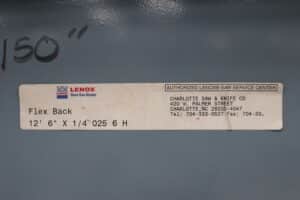 150"
LENOX
AUTHORIZED LENOX SAW SERVICE CENTER
CHARLOTTE SAW & KNIFE CO
420 W. PALMER STREET
CHARLOTTE, NC
Flex Back
12' 6" X 1/4 025 6 H